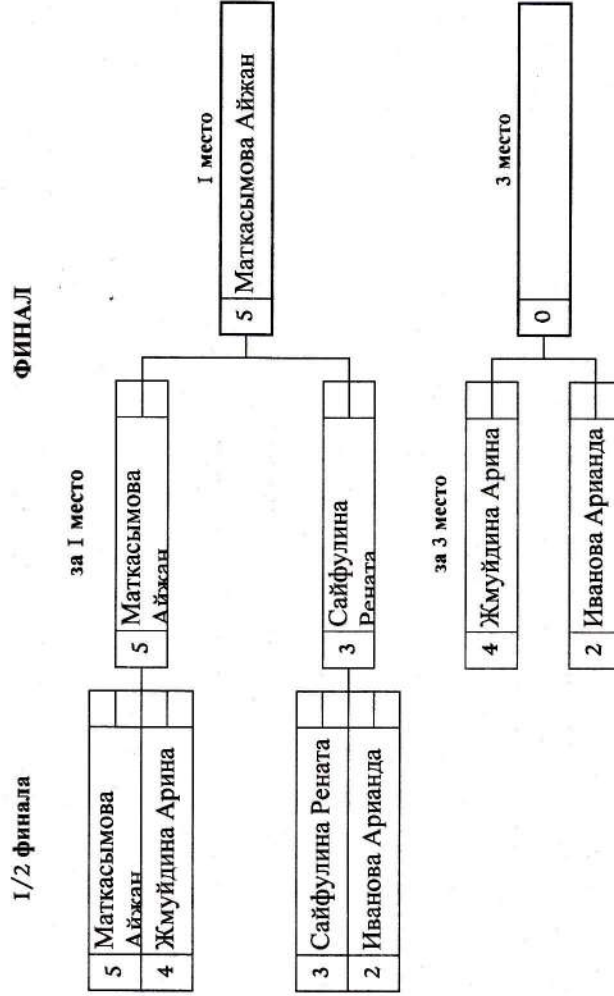 ФИНАЛ
1/2 финала
за 1 место
1 место
5 Маткасымова
Айжан
4 Жмуйдина Арина
5 Маткасымова
Айжан
5 Маткасымова Айжан
3 Сайфулина Рената
2 Иванова Арианда
3 Сайфулина
Рената
за 3 место
3 место
4 Жмуйдина Арина
2 Иванова Арианда
0